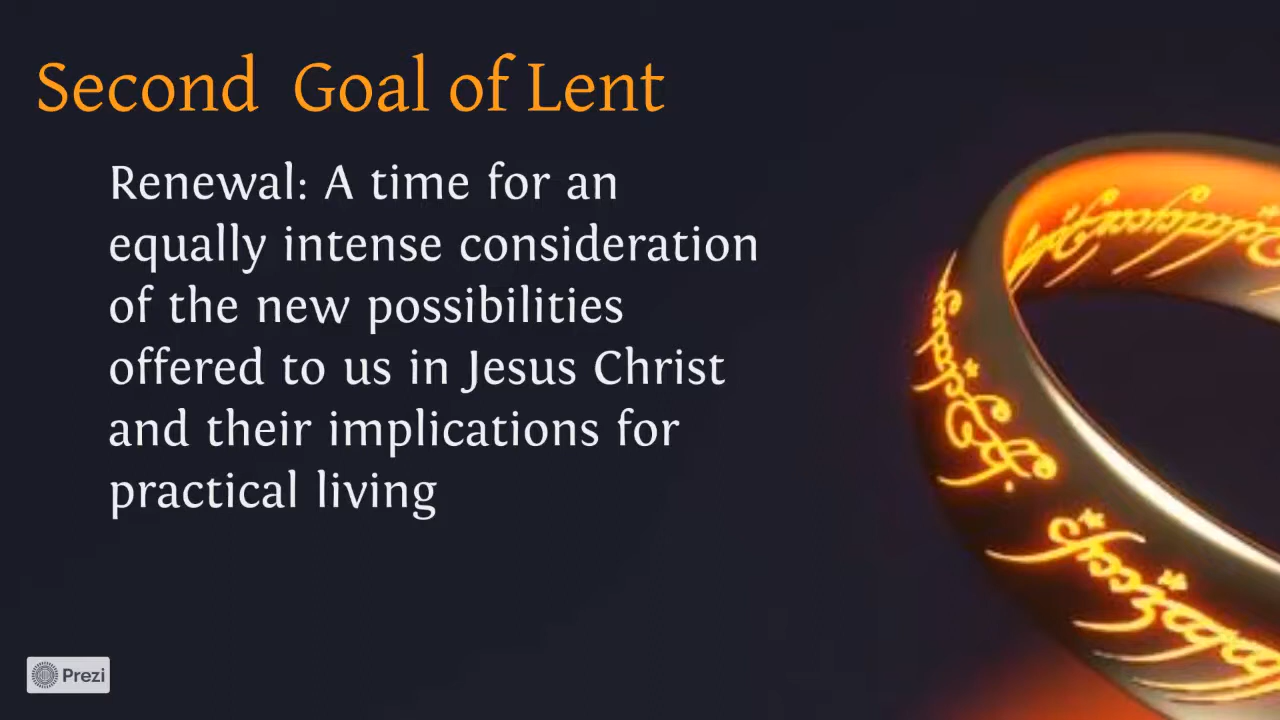 Second Goal of Lent
Renewal: A time for an
equally intense consideration
of the new possibilities
offered to us in Jesus Christ
and their implications for
practical living
Prezi